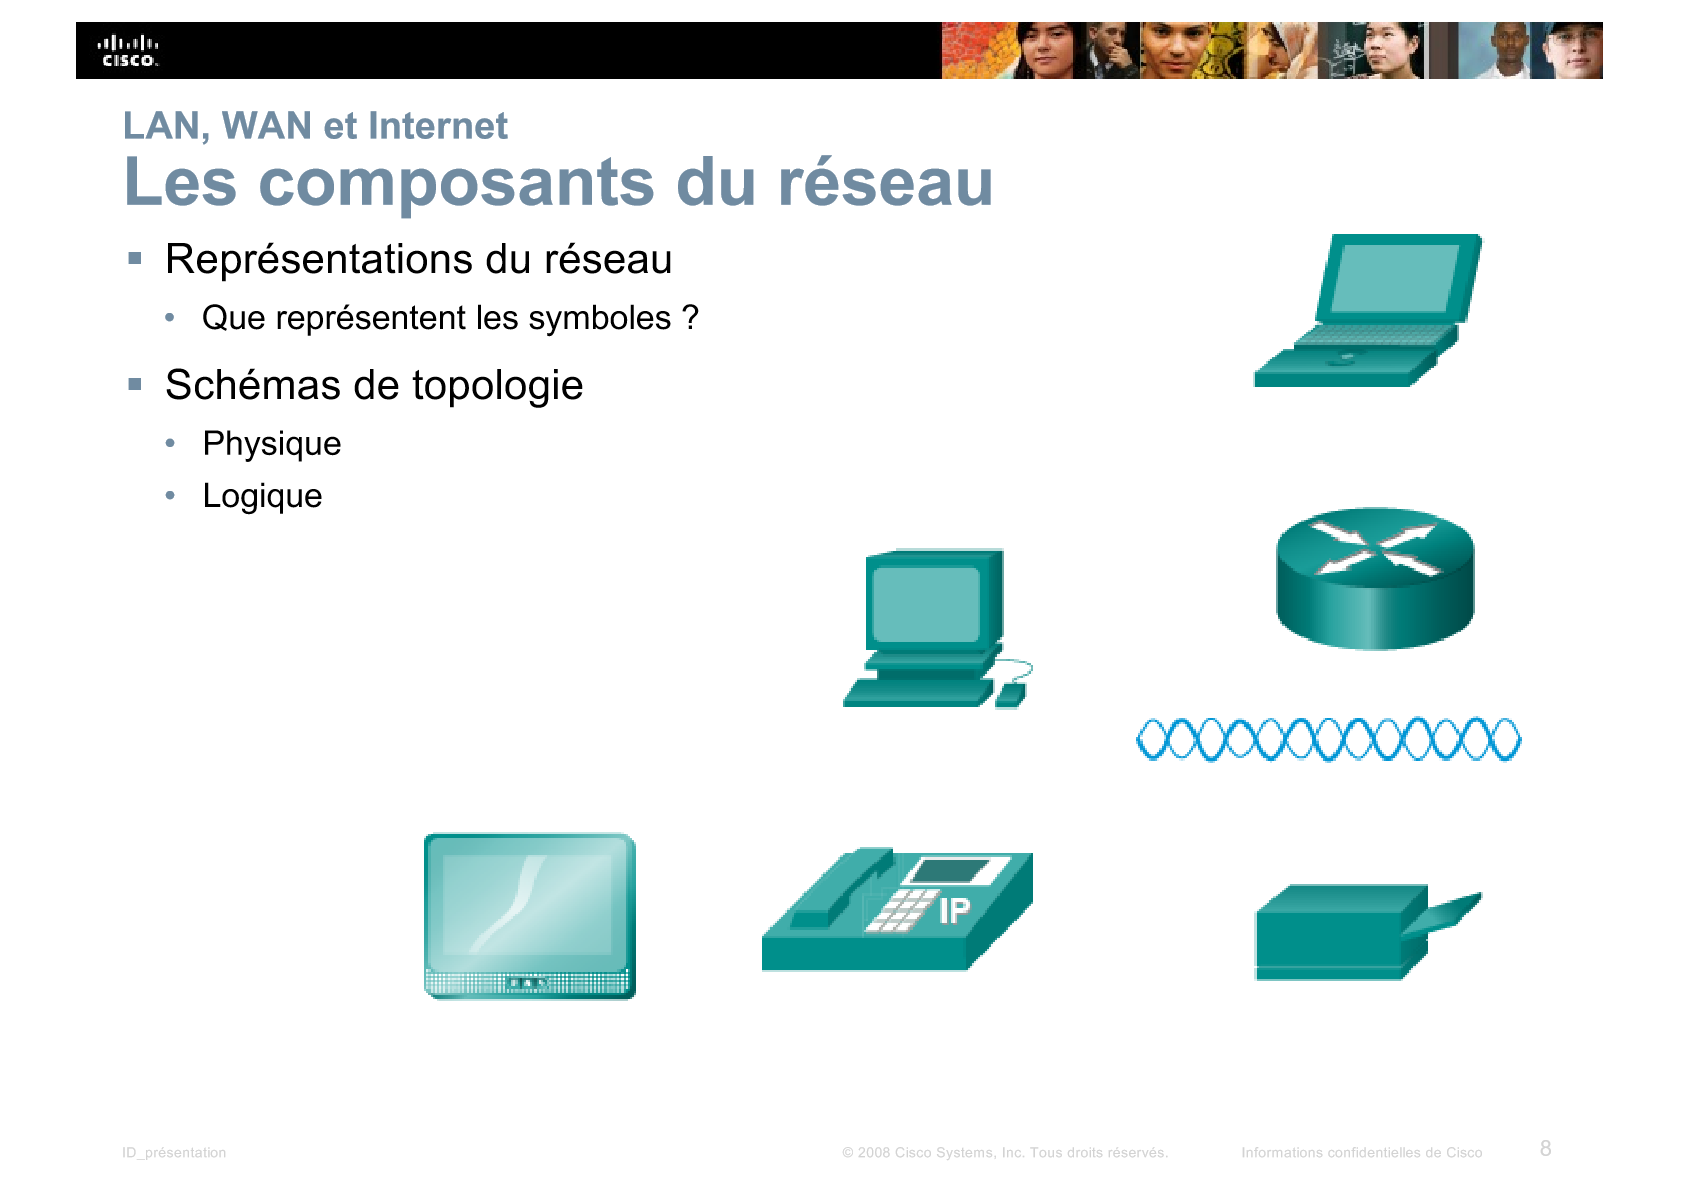 CISCO
LAN, WAN et Internet
Les composants du réseau
Représentations du réseau
Que représentent les symboles ?
Schémas de topologie
Physique
Logique
IP
ID_présentation
© 2008 Cisco Systems, Inc. Tous droits réservés.
Informations confidentielles de Cisco
8